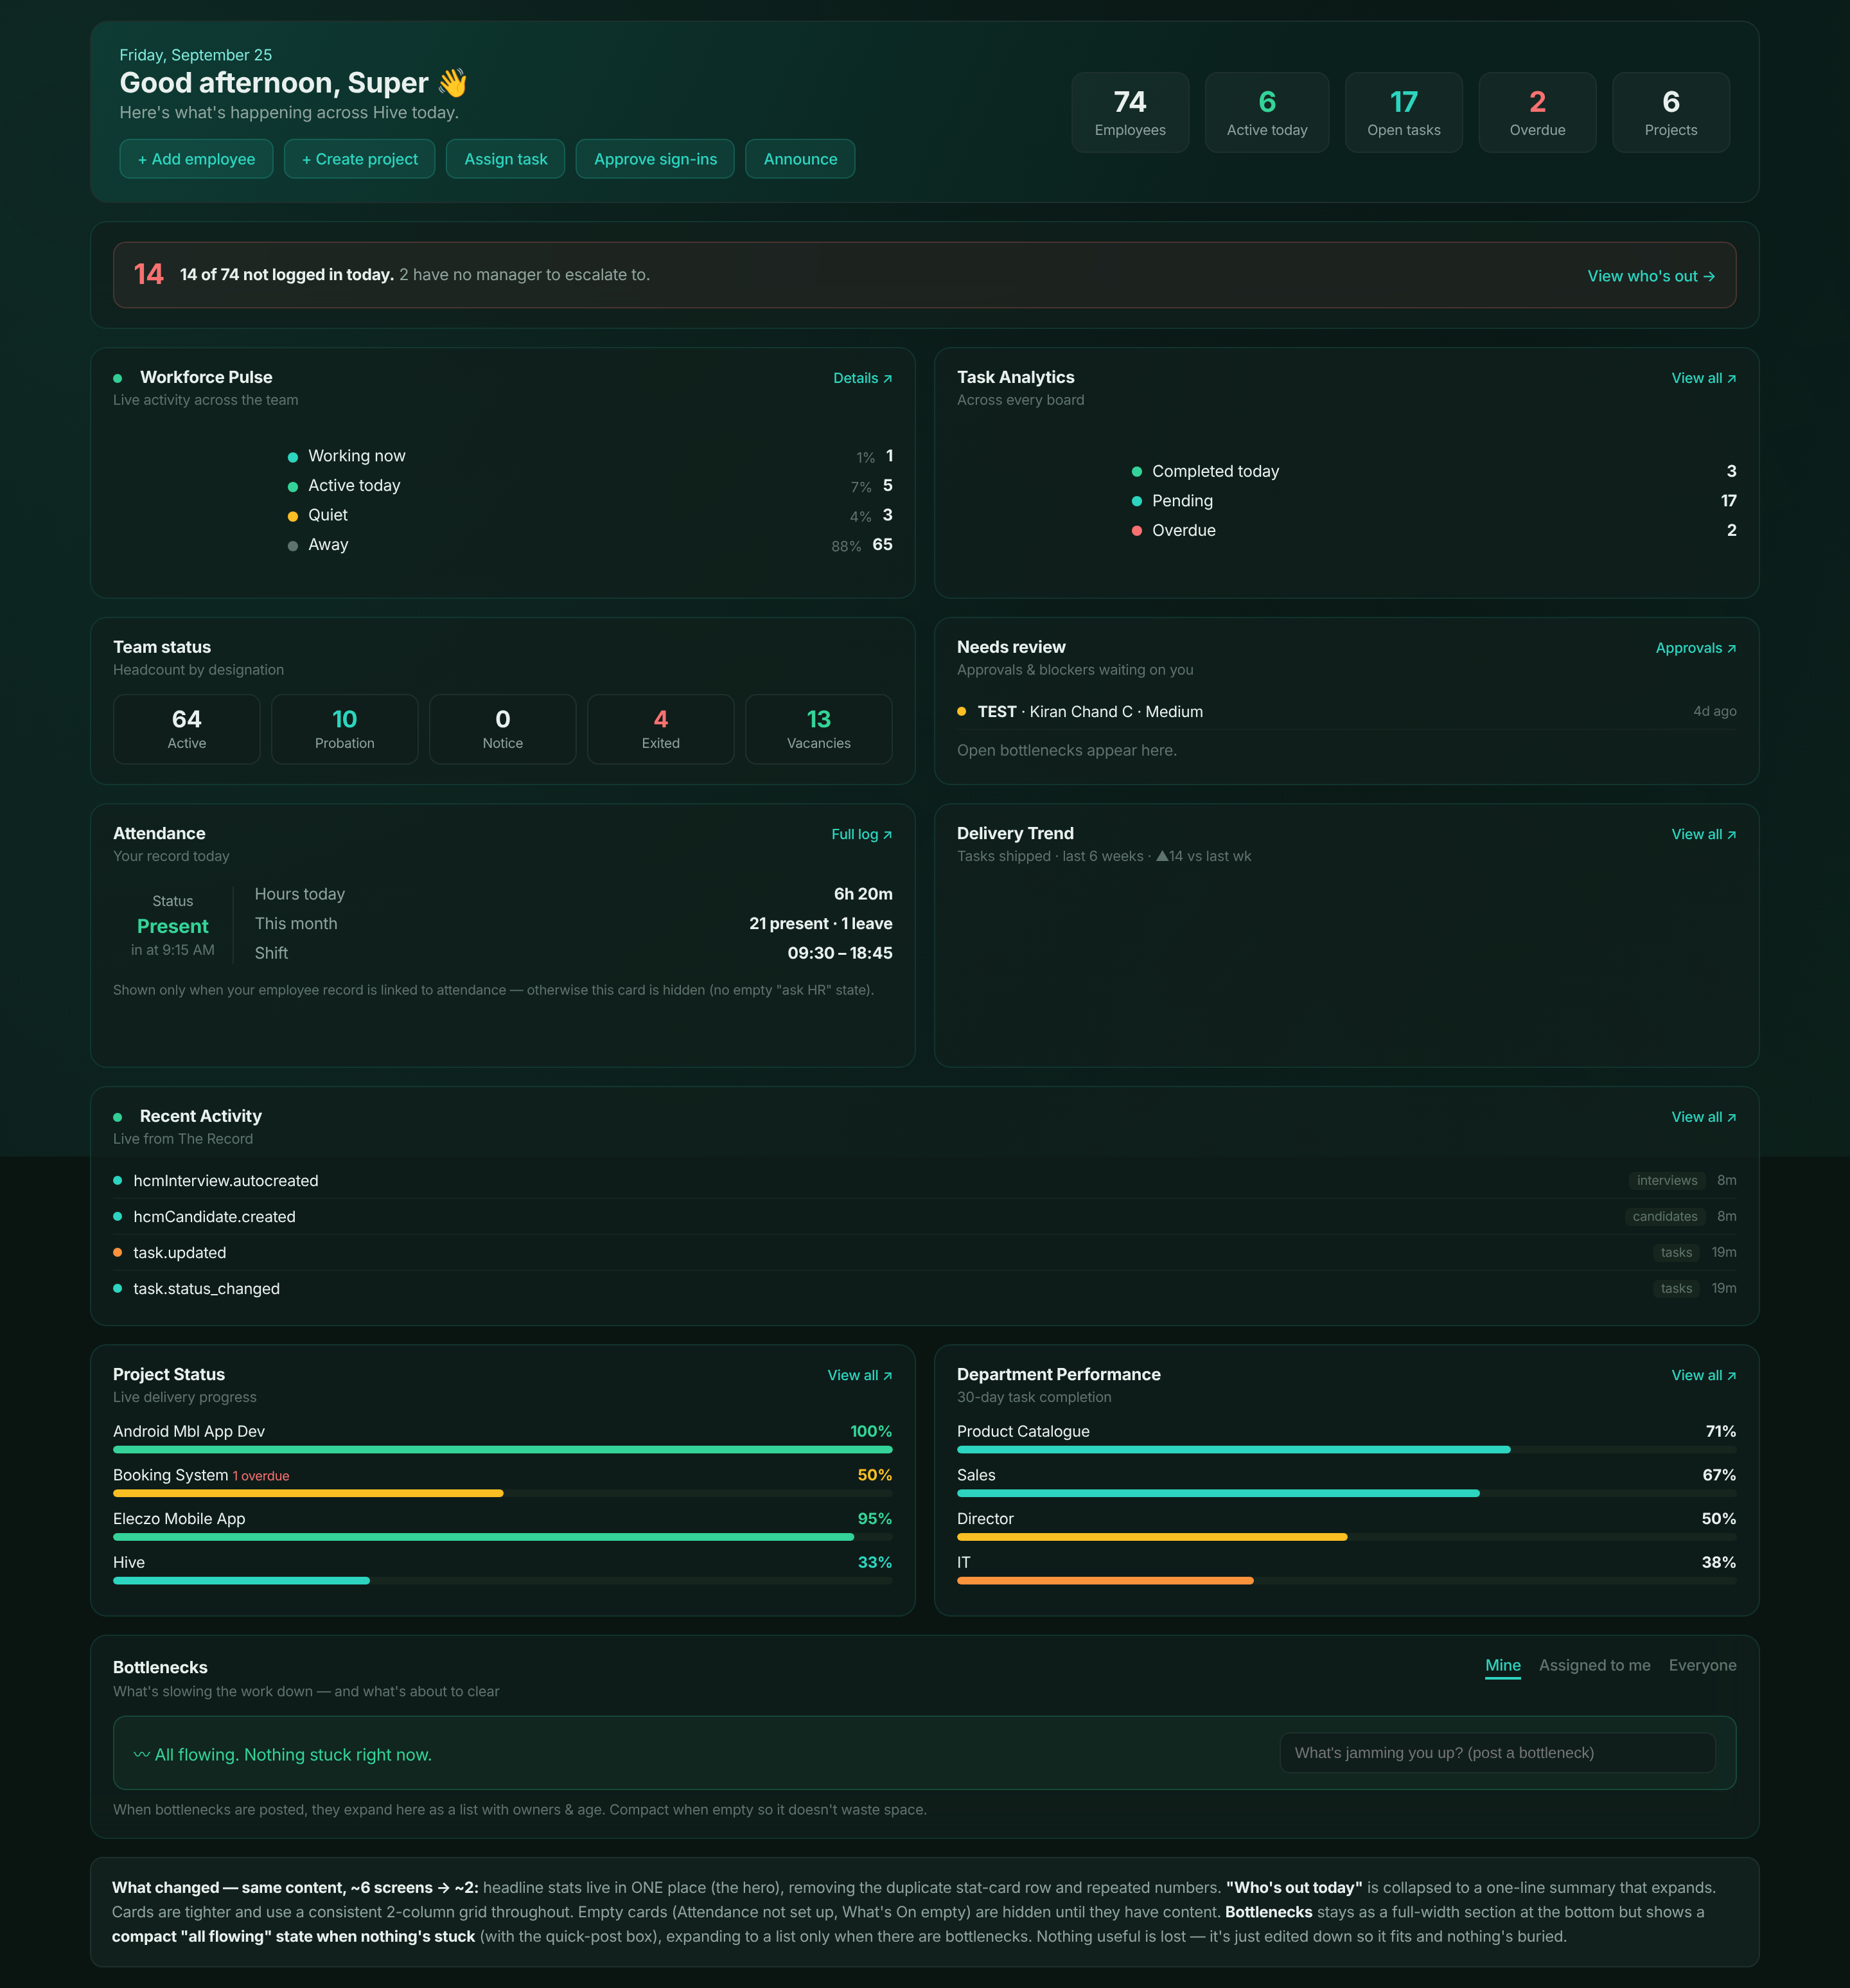 Friday, September 25
Good afternoon, Super 👋
Here's what's happening across Hive today.
+ Add employee
+ Create project
Assign task
Approve sign-ins
Announce
74
Employees
6
Active today
17
Open tasks
2
Overdue
6
Projects
14
14 of 74 not logged in today. 2 have no manager to escalate to.
View who's out →
Workforce Pulse
Details ↗
Live activity across the team
Working now 1% 1
Active today 7% 5
Quiet 4% 3
Away 88% 65
Task Analytics
View all ↗
Across every board
Completed today 3
Pending 17
Overdue 2
Team status
Headcount by designation
64
Active
10
Probation
0
Notice
4
Exited
13
Vacancies
Needs review
Approvals ↗
Approvals & blockers waiting on you
TEST · Kiran Chand C · Medium 4d ago
Open bottlenecks appear here.
Attendance
Full log ↗
Your record today
Status
Present
in at 9:15 AM
Hours today 6h 20m
This month 21 present · 1 leave
Shift 09:30 – 18:45
Shown only when your employee record is linked to attendance — otherwise this card is hidden (no empty "ask HR" state).
Delivery Trend
View all ↗
Tasks shipped · last 6 weeks · ▲14 vs last wk
Recent Activity
View all ↗
Live from The Record
hcmInterview.autocreated interviews 8m
hcmCandidate.created candidates 8m
task.updated tasks 19m
task.status_changed tasks 19m
Project Status
View all ↗
Live delivery progress
Android Mbl App Dev 100%
Booking System 1 overdue 50%
Eleczo Mobile App 95%
Hive 33%
Department Performance
View all ↗
30-day task completion
Product Catalogue 71%
Sales 67%
Director 50%
IT 38%
Bottlenecks
Mine Assigned to me Everyone
What's slowing the work down — and what's about to clear
〰 All flowing. Nothing stuck right now.
What's jamming you up? (post a bottleneck)
When bottlenecks are posted, they expand here as a list with owners & age. Compact when empty so it doesn't waste space.
What changed — same content, ~6 screens → ~2: headline stats live in ONE place (the hero), removing the duplicate stat-card row and repeated numbers. "Who's out today" is collapsed to a one-line summary that expands.
Cards are tighter and use a consistent 2-column grid throughout. Empty cards (Attendance not set up, What's On empty) are hidden until they have content. Bottlenecks stays as a full-width section at the bottom but shows a
compact "all flowing" state when nothing's stuck (with the quick-post box), expanding to a list only when there are bottlenecks. Nothing useful is lost — it's just edited down so it fits and nothing's buried.